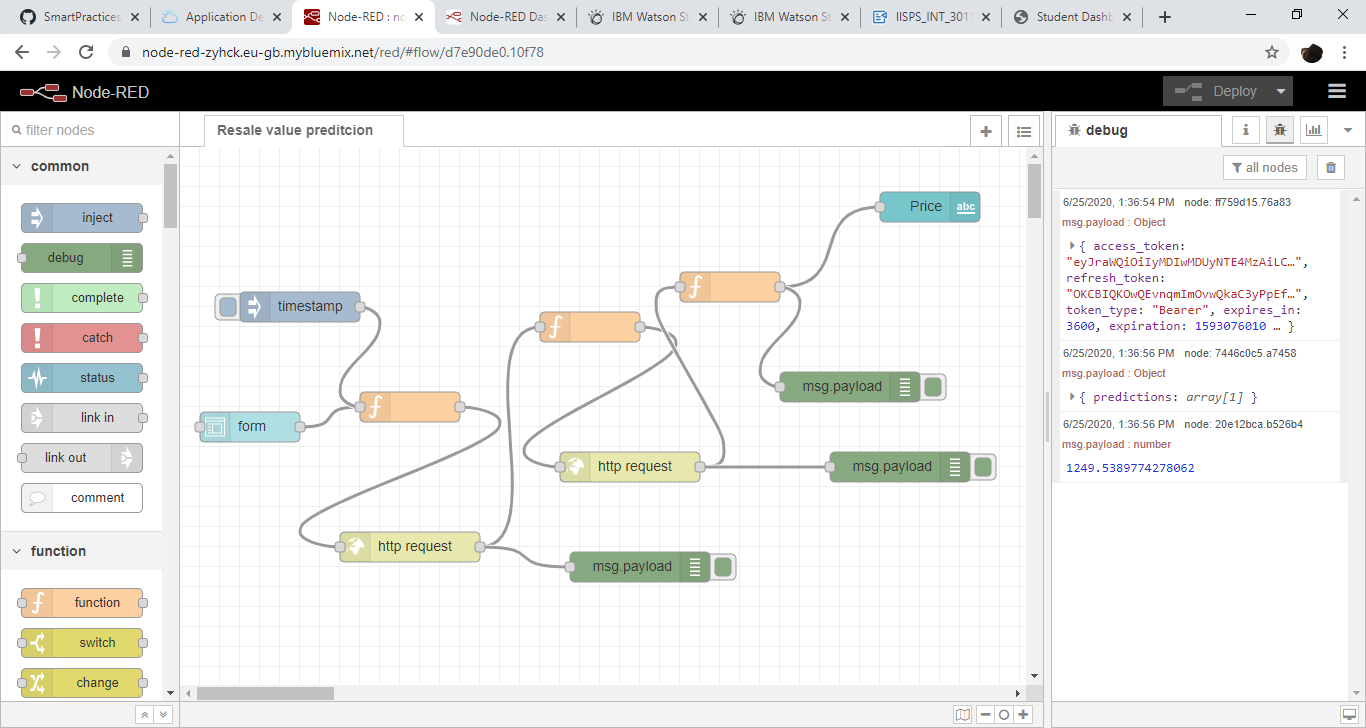 SmartPractices
Application De
Node-RED : no
Node-RED Das
IBM Watson St
IBM Watson St
IISPS_INT_301
Student Dashb
node-red-zyhck.eu-gb.mybluemix.net/red/#flow/d7e90de0.10f78
Node-RED
Deploy
filter nodes
Resale value preditcion
debug
i
all nodes
common
inject
debug
complete
catch
status
link in
link out
comment
function
function
switch
change
Price
abc
timestamp
form
msg.payload
http request
msg.payload
http request
msg.payload
6/25/2020, 1:36:54 PM node: ff759d15.76a83
msg.payload : Object
{ access_token:
"eyJraWQiOiIyMDIwMDUyNTE4MzAiLC…",
refresh_token:
"OKCBIQKOwQEvnqmImOvwQkaC3yPpEf…",
token_type: "Bearer", expires_in:
3600, expiration: 1593076010 … }
6/25/2020, 1:36:56 PM node: 7446c0c5.a7458
msg.payload : Object
{ predictions: array[1] }
6/25/2020, 1:36:56 PM node: 20e12bca.b526b4
msg.payload : number
1249.5389774278062